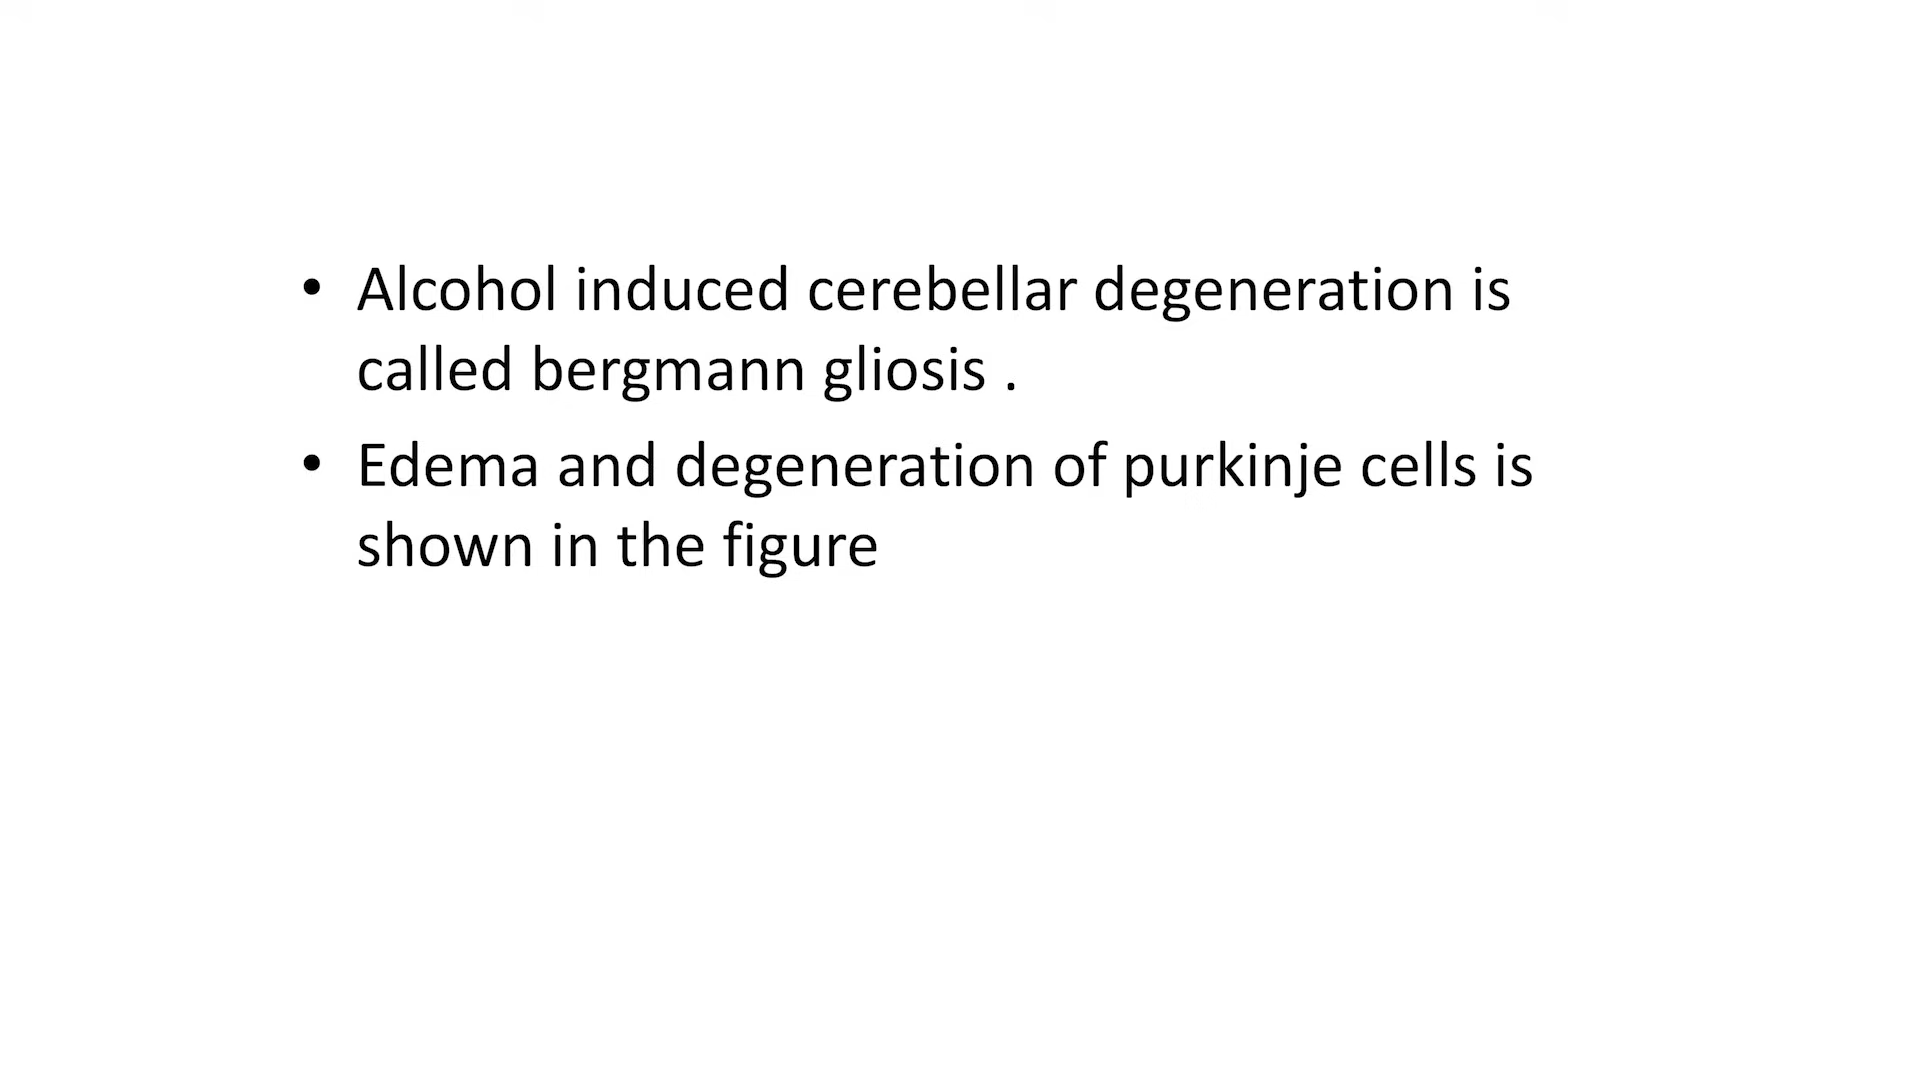 • Alcohol induced cerebellar degeneration is
called bergmann gliosis .
• Edema and degeneration of purkinje cells is
shown in the figure